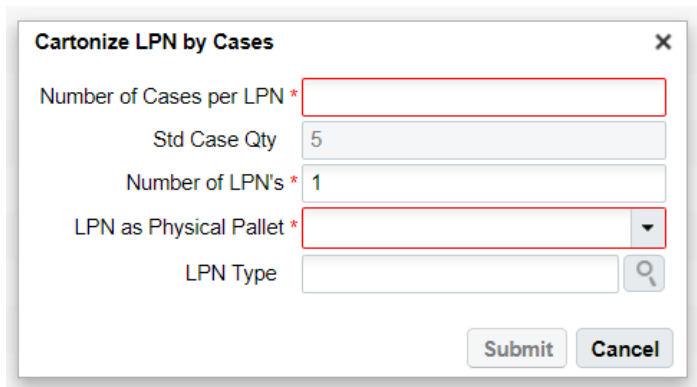 Cartonize LPN by Cases ×
Number of Cases per LPN *
Std Case Qty 5
Number of LPN's * 1
LPN as Physical Pallet *
LPN Type
Submit Cancel